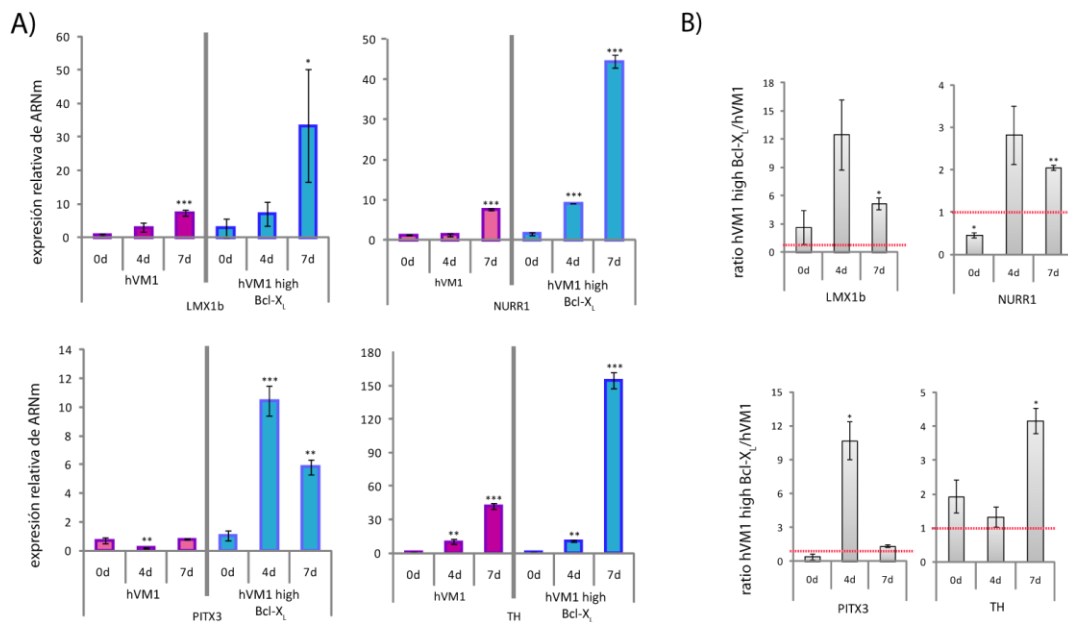 A)
B)
expresión relativa de ARNm
60
50
40
30
20
10
0
***
*
0d 4d 7d 0d 4d 7d
hVM1
hVM1 high
Bcl-XL
LMX1b
50
40
30
20
10
0
***
***
***
0d 4d 7d 0d 4d 7d
hVM1
hVM1 high
Bcl-XL
NURR1
ratio hVM1 high Bcl-XL/hVM1
18
15
12
9
6
3
0
*
0d 4d 7d
LMX1b
4
3
2
1
0
*
**
0d 4d 7d
NURR1
expresión relativa de ARNm
14
12
10
8
6
4
2
0
**
***
**
0d 4d 7d 0d 4d 7d
hVM1
hVM1 high
Bcl-XL
PITX3
180
150
120
90
60
30
0
**
***
**
***
0d 4d 7d 0d 4d 7d
hVM1
hVM1 high
Bcl-XL
TH
ratio hVM1 high Bcl-XL/hVM1
15
12
9
6
3
0
*
0d 4d 7d
PITX3
5
4
3
2
1
0
*
0d 4d 7d
TH